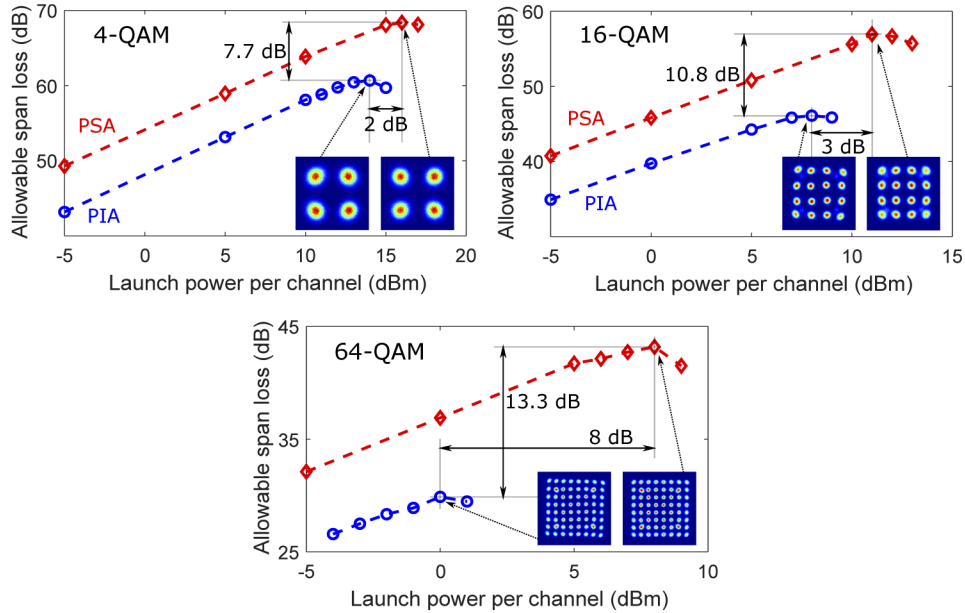 4-QAM
Allowable span loss (dB)
70
60
50
7.7 dB
2 dB
PSA
PIA
-5
0
5
10
15
20
Launch power per channel (dBm)
16-QAM
Allowable span loss (dB)
60
50
40
10.8 dB
3 dB
PSA
PIA
-5
0
5
10
15
Launch power per channel (dBm)
64-QAM
Allowable span loss (dB)
45
35
25
13.3 dB
8 dB
-5
0
5
10
Launch power per channel (dBm)